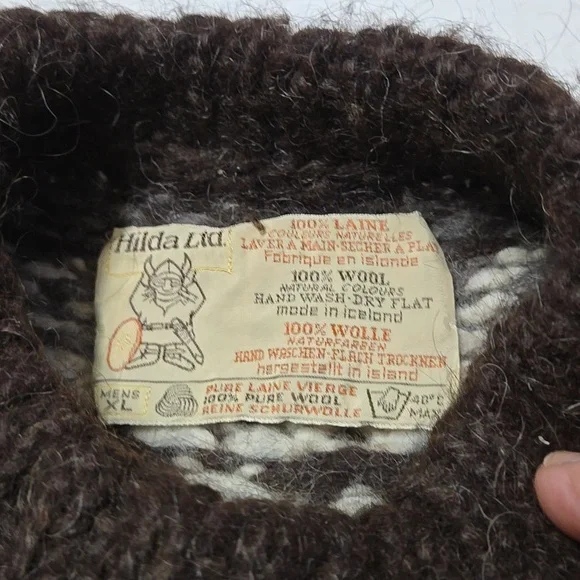 Hilda Ltd.
100% LAINE
COULEURS NATURELLES
LAVER A MAIN-SECHER A PLA
Fabrique en islande
100% WOOL
NATURAL COLOURS
HAND WASH-DRY FLAT
made in iceland
100% WOLLE
NATURFARBEN
HAND WASCHEN-FLACH TROCKNEN
hergestellt in island
MENS
XL
PURE LAINE VIERGE
100% PURE WOOL
REINE SCHURWOLLE
40°C
MAX